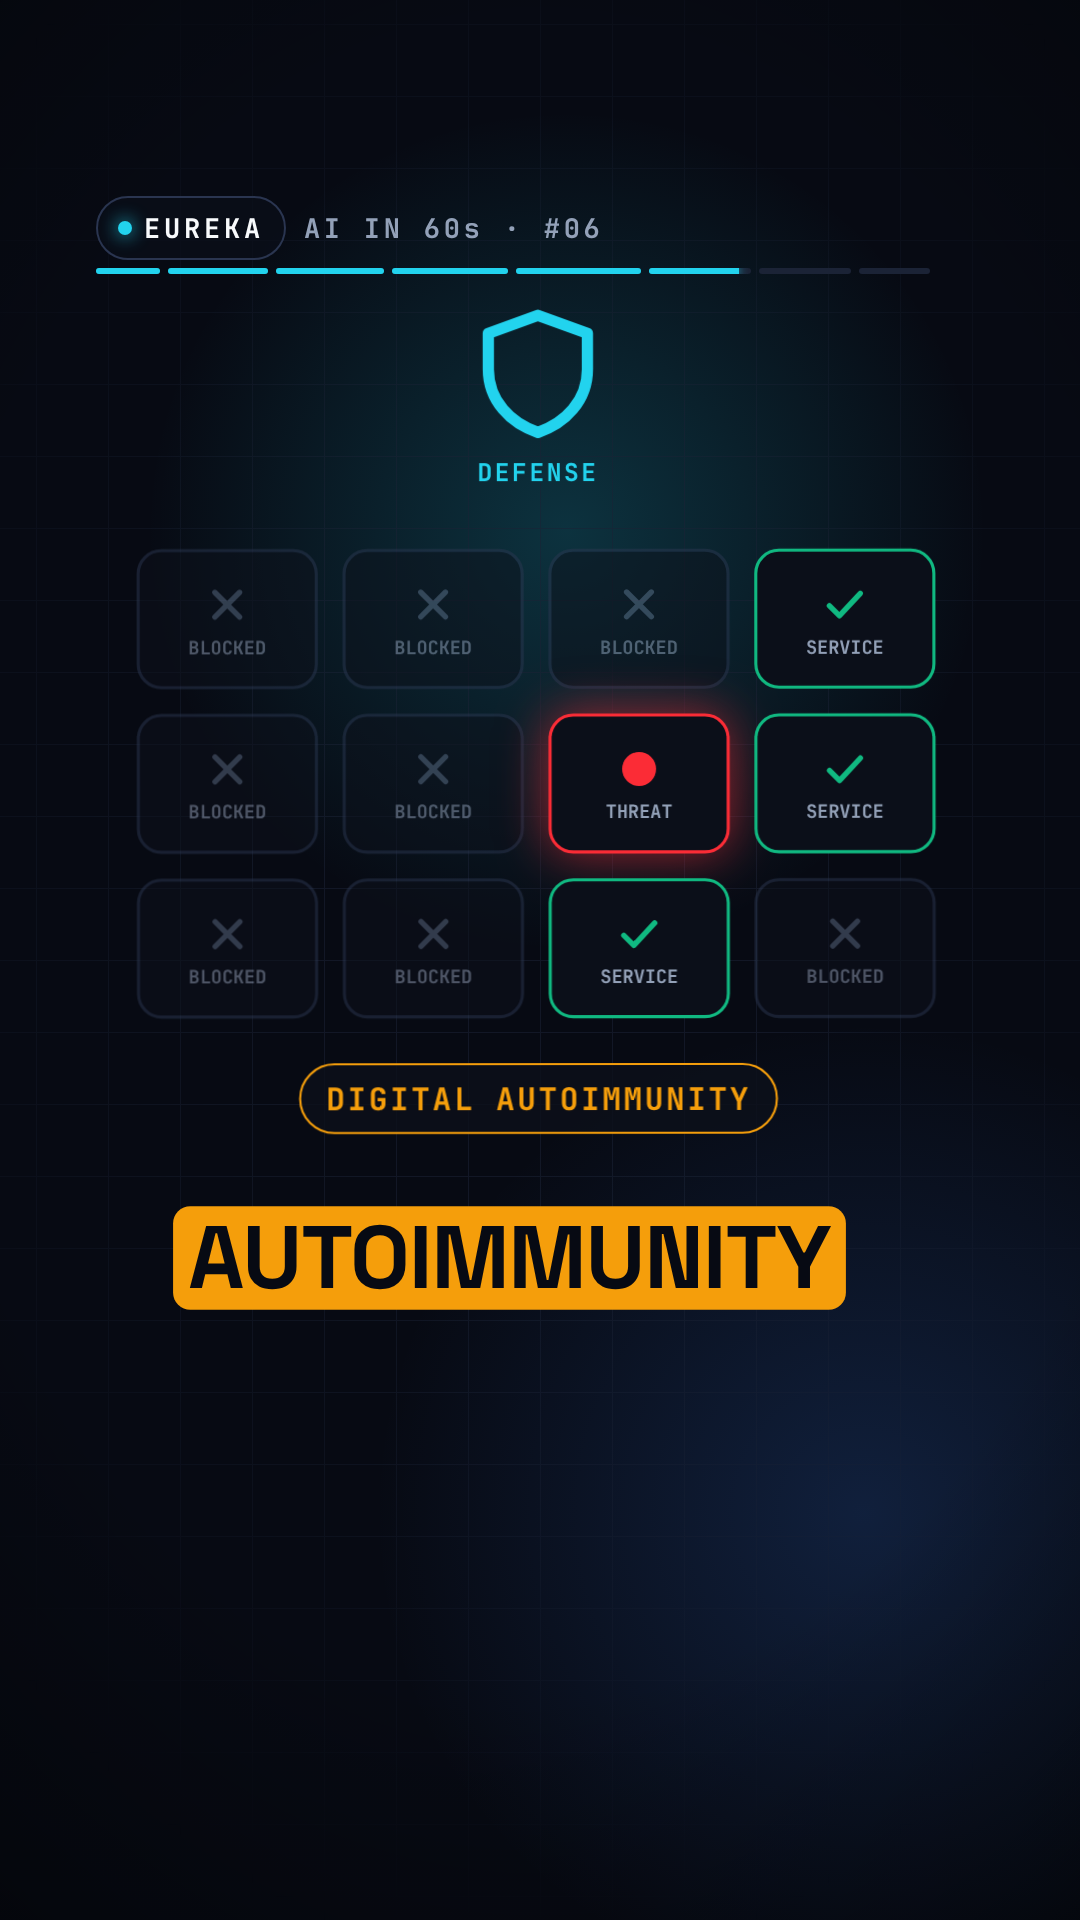 EUREKA AI IN 60s · #06
DEFENSE
BLOCKED BLOCKED BLOCKED SERVICE
BLOCKED BLOCKED THREAT SERVICE
BLOCKED BLOCKED SERVICE BLOCKED
DIGITAL AUTOIMMUNITY
AUTOIMMUNITY